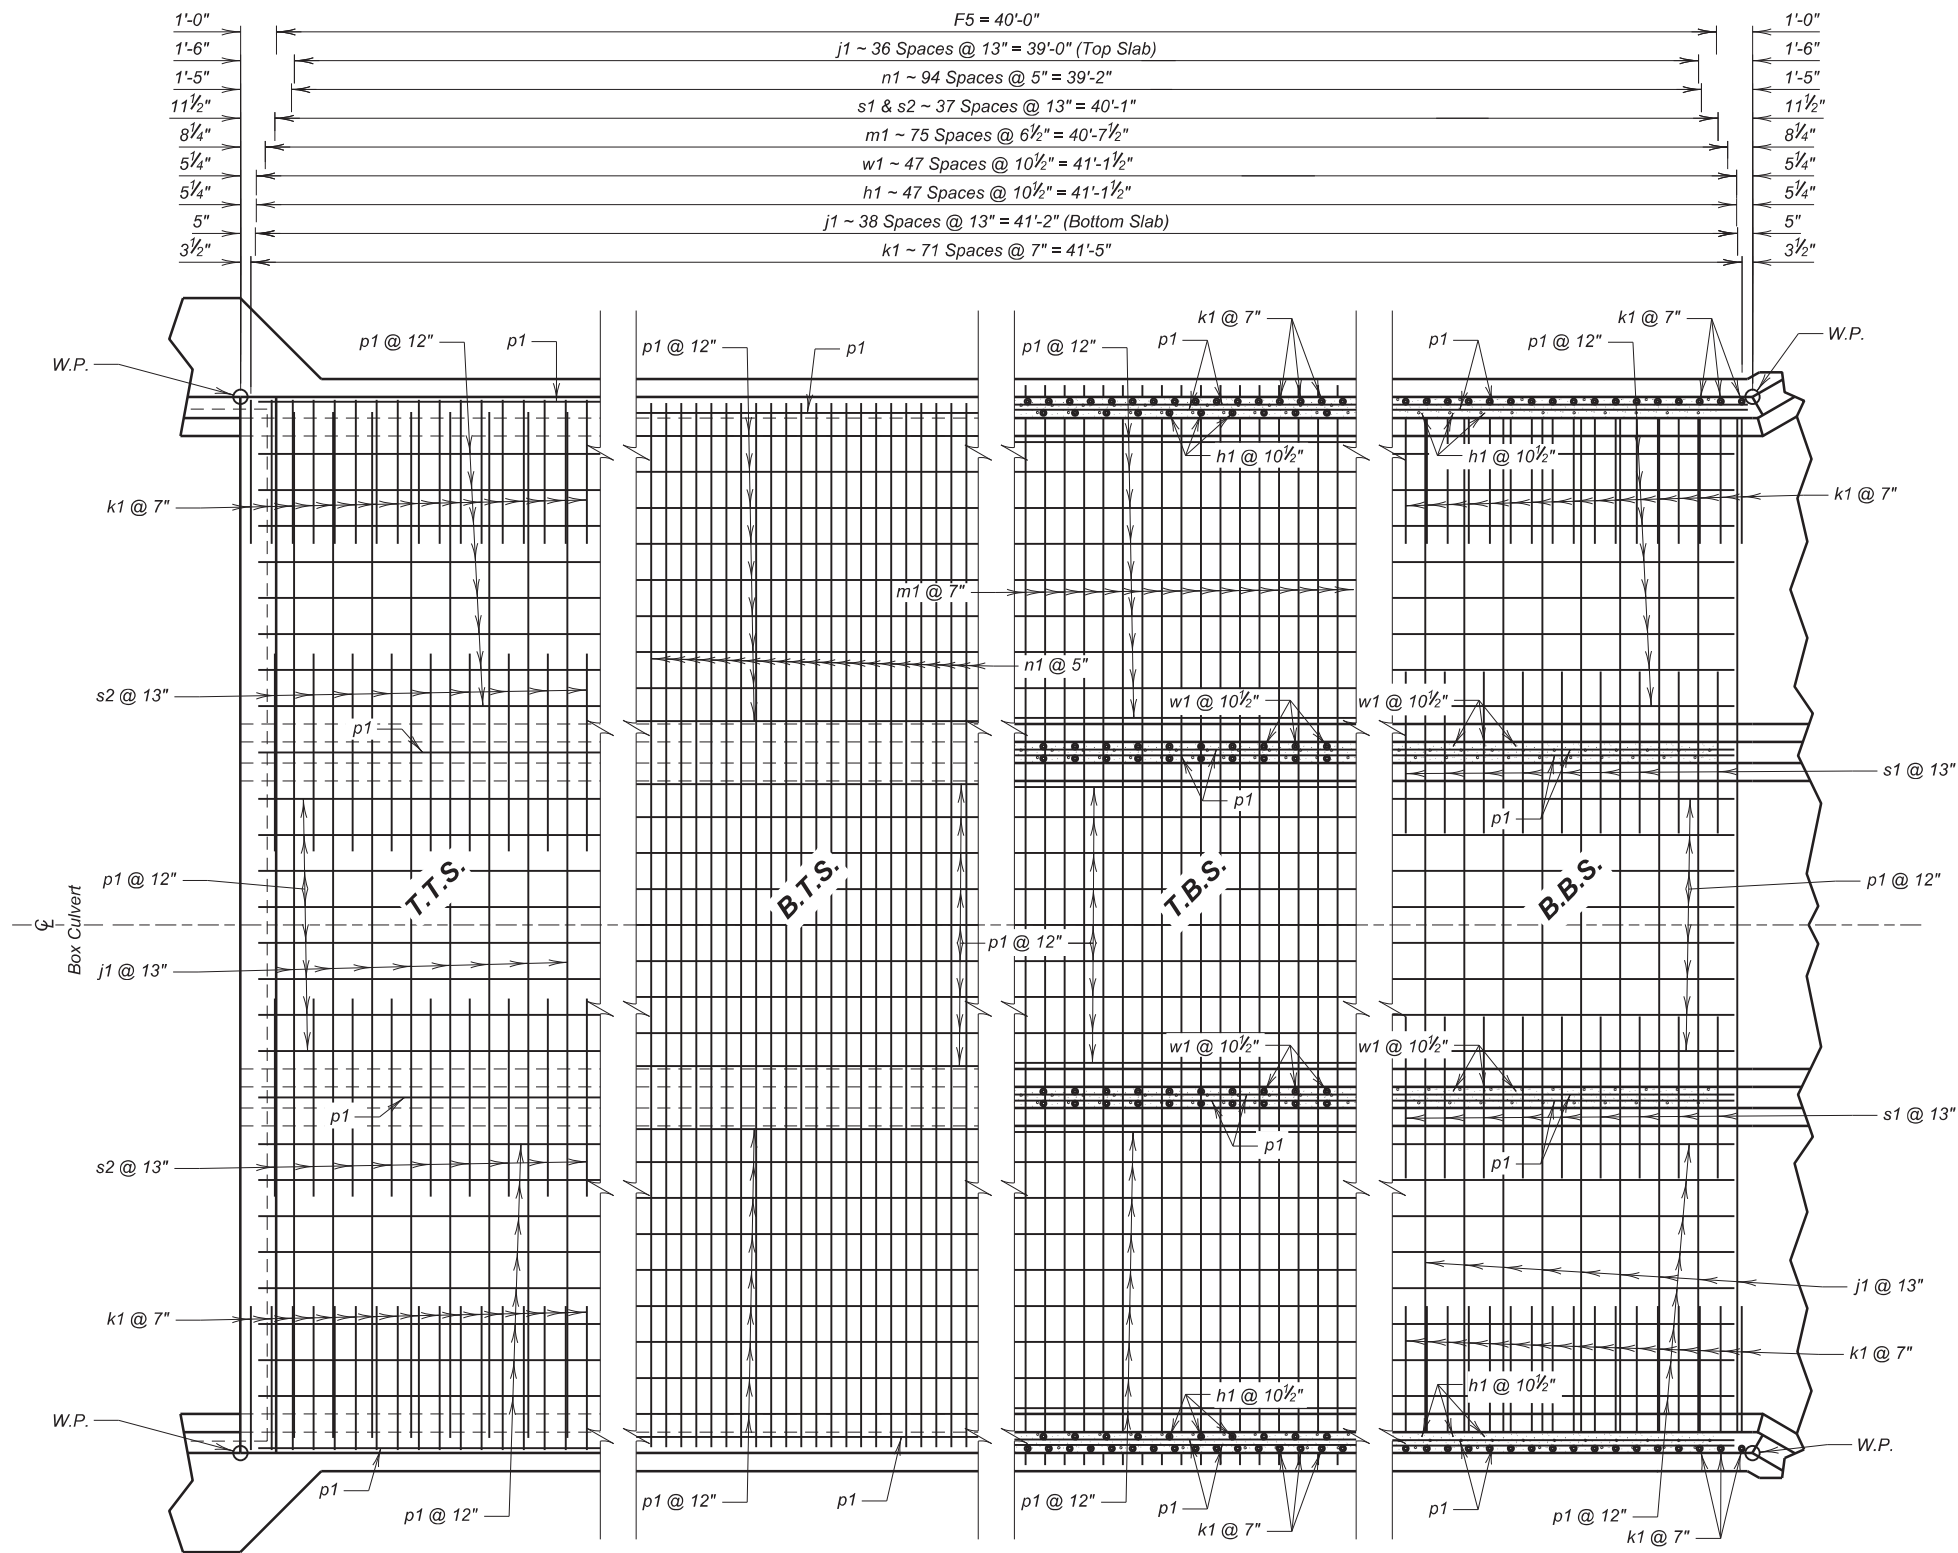 1'-0" F5 = 40'-0" 1'-0"
1'-6" j1 ~ 36 Spaces @ 13" = 39'-0" (Top Slab) 1'-6"
1'-5" n1 ~ 94 Spaces @ 5" = 39'-2" 1'-5"
11½" s1 & s2 ~ 37 Spaces @ 13" = 40'-1" 11½"
8¼" m1 ~ 75 Spaces @ 6½" = 40'-7½" 8¼"
5¼" w1 ~ 47 Spaces @ 10½" = 41'-1½" 5¼"
5¼" h1 ~ 47 Spaces @ 10½" = 41'-1½" 5¼"
5" j1 ~ 38 Spaces @ 13" = 41'-2" (Bottom Slab) 5"
3½" k1 ~ 71 Spaces @ 7" = 41'-5" 3½"
k1 @ 7" k1 @ 7"
p1 @ 12" p1 p1 @ 12" p1 p1 @ 12" p1 p1 p1 @ 12" W.P.
W.P.
h1 @ 10½" h1 @ 10½"
k1 @ 7" k1 @ 7"
m1 @ 7"
n1 @ 5"
s2 @ 13" w1 @ 10½" w1 @ 10½"
p1
s1 @ 13"
p1 p1
p1 @ 12" T.T.S. B.T.S. T.B.S. B.B.S. p1 @ 12"
℄
Box Culvert
p1 @ 12"
j1 @ 13"
w1 @ 10½" w1 @ 10½"
p1 s1 @ 13"
p1
s2 @ 13" p1
j1 @ 13"
k1 @ 7" k1 @ 7"
h1 @ 10½" h1 @ 10½"
W.P. W.P.
p1 p1 @ 12" p1 p1 @ 12" p1 p1
p1 @ 12" p1 @ 12"
k1 @ 7" k1 @ 7"